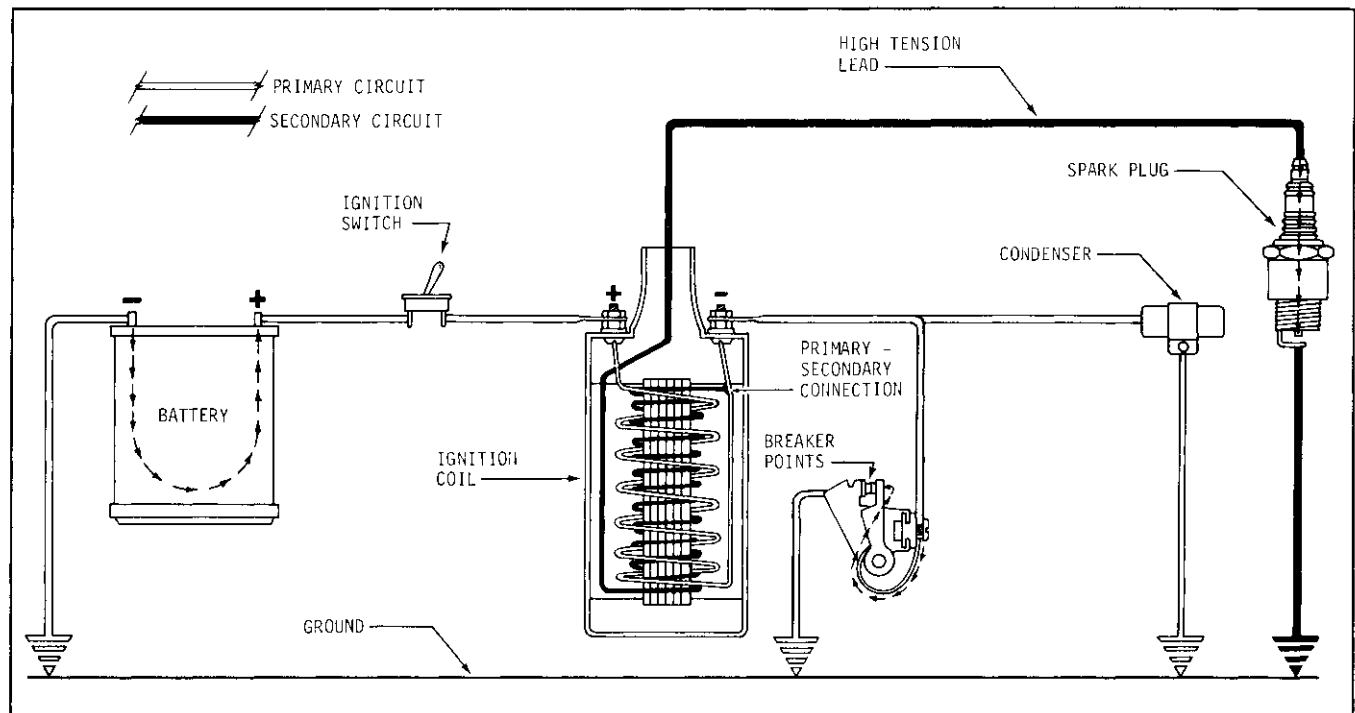 HIGH TENSION
LEAD
PRIMARY CIRCUIT
SECONDARY CIRCUIT
SPARK PLUG
IGNITION
SWITCH
CONDENSER
- +
+ -
PRIMARY -
SECONDARY
CONNECTION
BATTERY
BREAKER
POINTS
IGNITION
COIL
GROUND